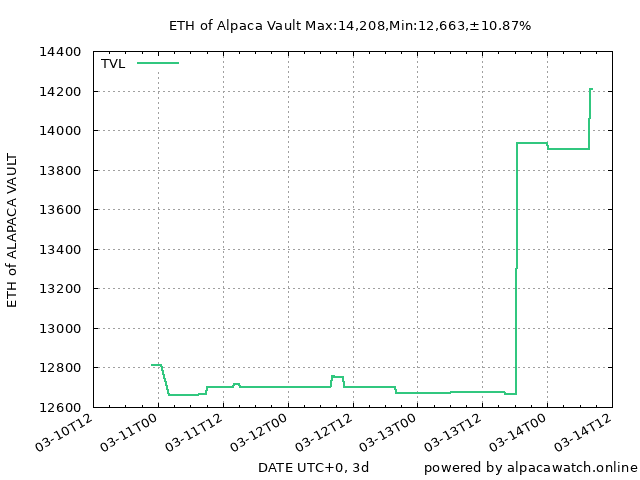 ETH of Alpaca Vault Max:14,208,Min:12,663,±10.87%
TVL
14400
14200
14000
13800
13600
13400
13200
13000
12800
12600
ETH of ALAPACA VAULT
03-10T12
03-11T00
03-11T12
03-12T00
03-12T12
03-13T00
03-13T12
03-14T00
03-14T12
DATE UTC+0, 3d
powered by alpacawatch.online